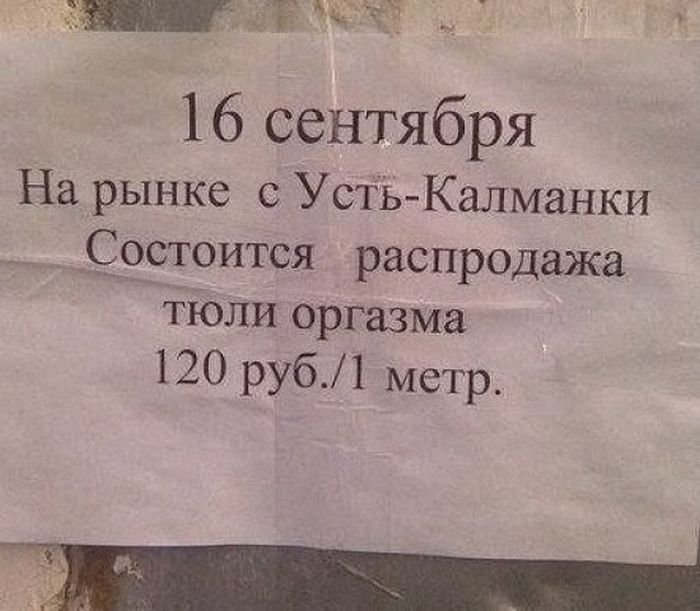 16 сентября
На рынке с Усть-Калманки
Состоится распродажа
тюли оргазма
120 руб./1 метр.